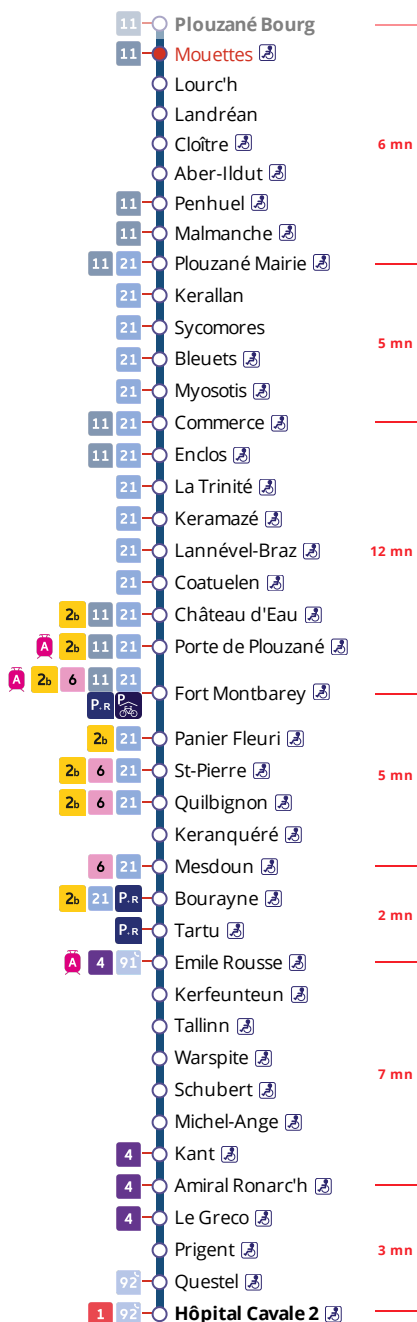 11 Plouzané Bourg
11 Mouettes
Lourc'h
Landréan
Cloître 6 mn
Aber-Ildut
11 Penhuel
11 Malmanche
11 21 Plouzané Mairie
21 Kerallan
21 Sycomores
5 mn
21 Bleuets
21 Myosotis
11 21 Commerce
11 21 Enclos
21 La Trinité
21 Keramazé
21 Lannével-Braz 12 mn
21 Coatuelen
2b 11 21 Château d'Eau
A 2b 11 21 Porte de Plouzané
A 2b 6 11 21
Fort Montbarey
P+R P
2b 21 Panier Fleuri
2b 6 21 St-Pierre
5 mn
2b 6 21 Quilbignon
Keranquéré
6 21 Mesdoun
2b 21 P+R Bourayne
2 mn
P+R Tartu
A 4 91 Emile Rousse
Kerfeunteun
Tallinn
Warspite
7 mn
Schubert
Michel-Ange
4 Kant
4 Amiral Ronarc'h
4 Le Greco
Prigent 3 mn
92 Questel
1 92 Hôpital Cavale 2